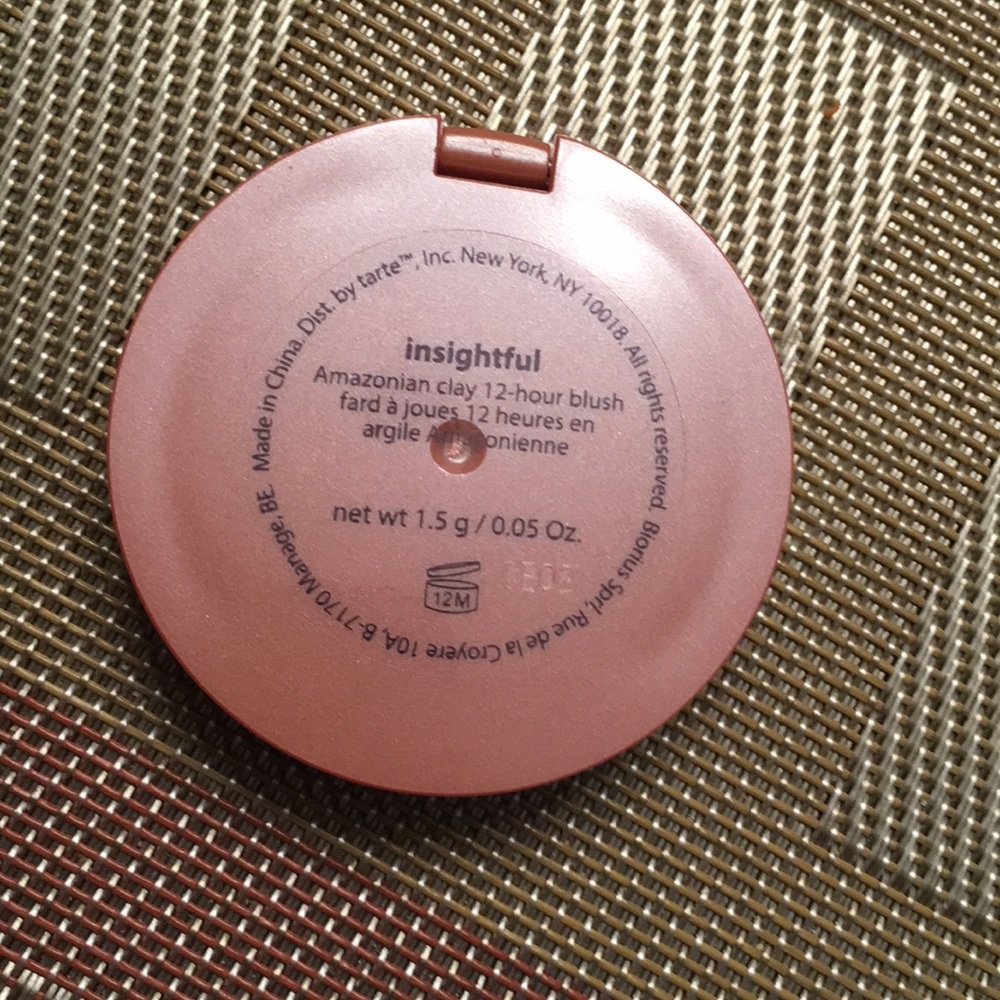 insightful
Amazonian clay 12-hour blush
fard à joues 12 heures en
argile Amazonienne
net wt 1.5 g / 0.05 Oz.
12M
Made in China. Dist. by tarte™, Inc. New York, NY 10018. All rights reserved. Biorius Sprl, Rue de la Croyere 10A, B-7170 Manage, BE.